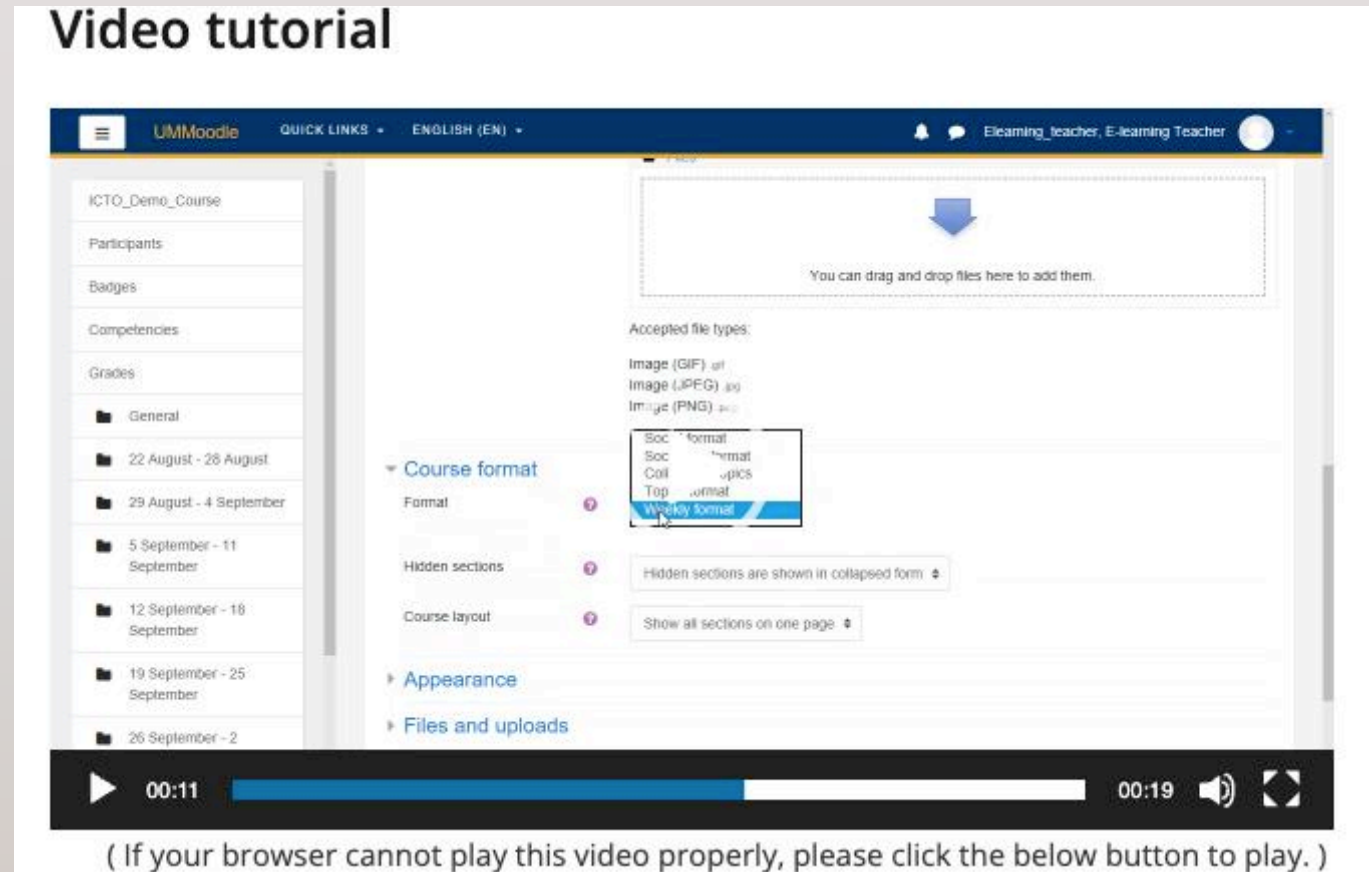 Video tutorial
UMMoodle QUICK LINKS ENGLISH (EN) Elearning_teacher, E-learning Teacher
ICTO_Demo_Course
Participants
Badges
Competencies
Grades
General
22 August - 28 August
29 August - 4 September
5 September - 11
September
12 September - 18
September
19 September - 25
September
26 September - 2
You can drag and drop files here to add them.
Accepted file types:
Image (GIF) .gif
Image (JPEG) .jpg
Image (PNG)
Course format
Format
format
Weekly format
Hidden sections Hidden sections are shown in collapsed form
Course layout Show all sections on one page
Appearance
Files and uploads
00:11 00:19
( If your browser cannot play this video properly, please click the below button to play. )